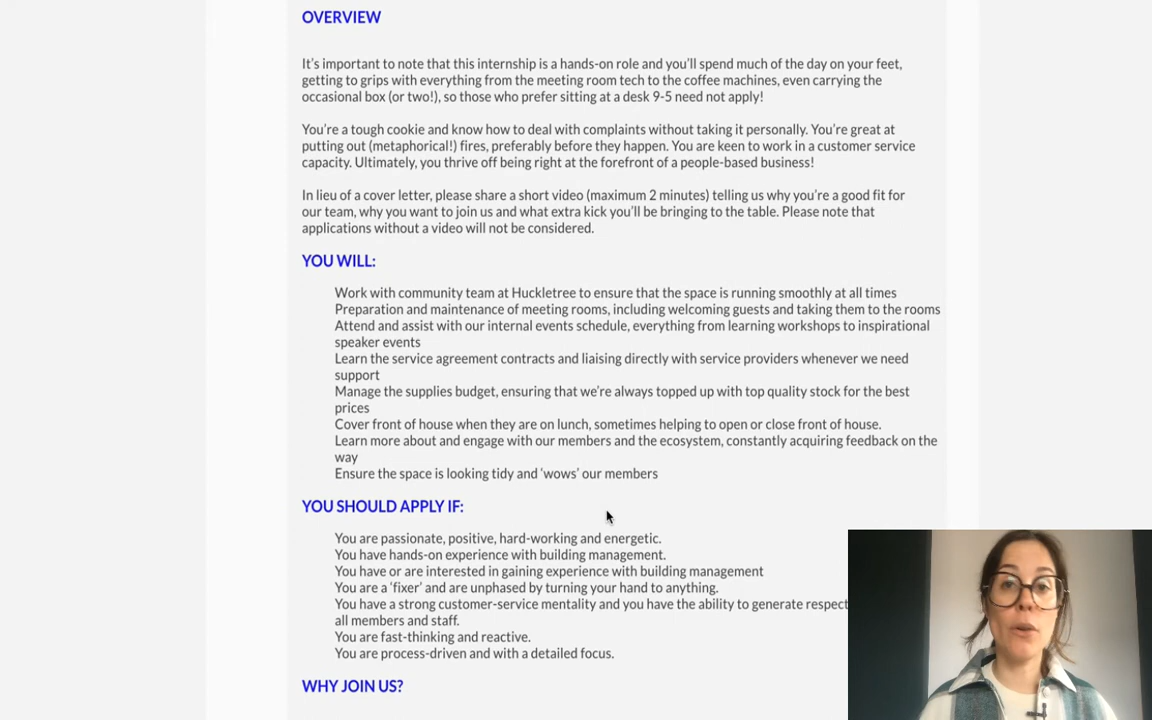 OVERVIEW
It's important to note that this internship is a hands-on role and you'll spend much of the day on your feet,
getting to grips with everything from the meeting room tech to the coffee machines, even carrying the
occasional box (or two!), so those who prefer sitting at a desk 9-5 need not apply!
You're a tough cookie and know how to deal with complaints without taking it personally. You're great at
putting out (metaphorical!) fires, preferably before they happen. You are keen to work in a customer service
capacity. Ultimately, you thrive off being right at the forefront of a people-based business!
In lieu of a cover letter, please share a short video (maximum 2 minutes) telling us why you're a good fit for
our team, why you want to join us and what extra kick you'll be bringing to the table. Please note that
applications without a video will not be considered.
YOU WILL:
Work with community team at Huckletree to ensure that the space is running smoothly at all times
Preparation and maintenance of meeting rooms, including welcoming guests and taking them to the rooms
Attend and assist with our internal events schedule, everything from learning workshops to inspirational
speaker events
Learn the service agreement contracts and liaising directly with service providers whenever we need
support
Manage the supplies budget, ensuring that we're always topped up with top quality stock for the best
prices
Cover front of house when they are on lunch, sometimes helping to open or close front of house.
Learn more about and engage with our members and the ecosystem, constantly acquiring feedback on the
way
Ensure the space is looking tidy and 'wows' our members
YOU SHOULD APPLY IF:
You are passionate, positive, hard-working and energetic.
You have hands-on experience with building management.
You have or are interested in gaining experience with building management
You are a 'fixer' and are unphased by turning your hand to anything.
You have a strong customer-service mentality and you have the ability to generate respect
all members and staff.
You are fast-thinking and reactive.
You are process-driven and with a detailed focus.
WHY JOIN US?